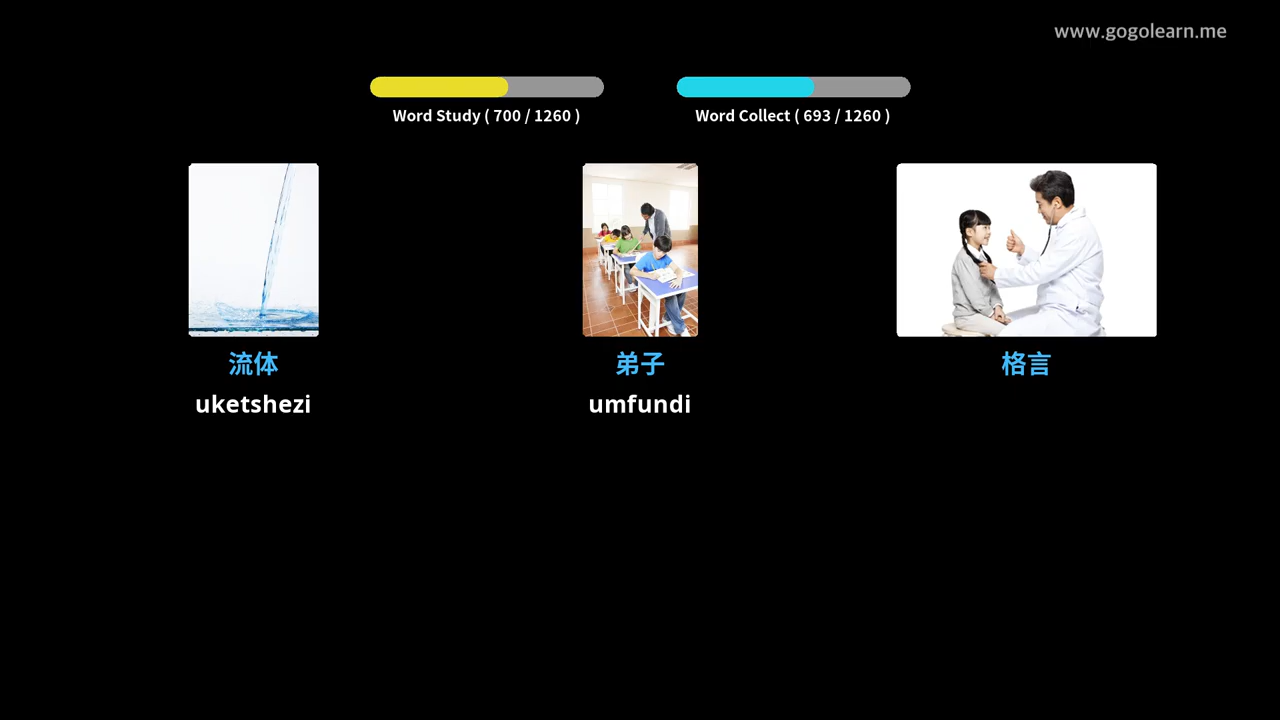 www.gogolearn.me
Word Study ( 700 / 1260 )
Word Collect ( 693 / 1260 )
流体
弟子
格言
uketshezi
umfundi